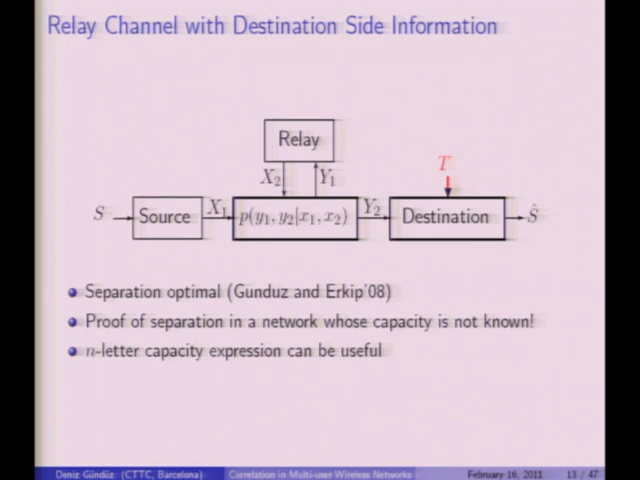 Relay Channel with Destination Side Information
Relay
T
X₂ Y₁
S Source X₁ p(y₁, y₂|x₁, x₂) Y₂ Destination Ŝ
Separation optimal (Gunduz and Erkip'08)
Proof of separation in a network whose capacity is not known!
n-letter capacity expression can be useful
Deniz Gündüz (CTTC, Barcelona) Correlation in Multi-user Wireless Networks February 16, 2011 13 / 47